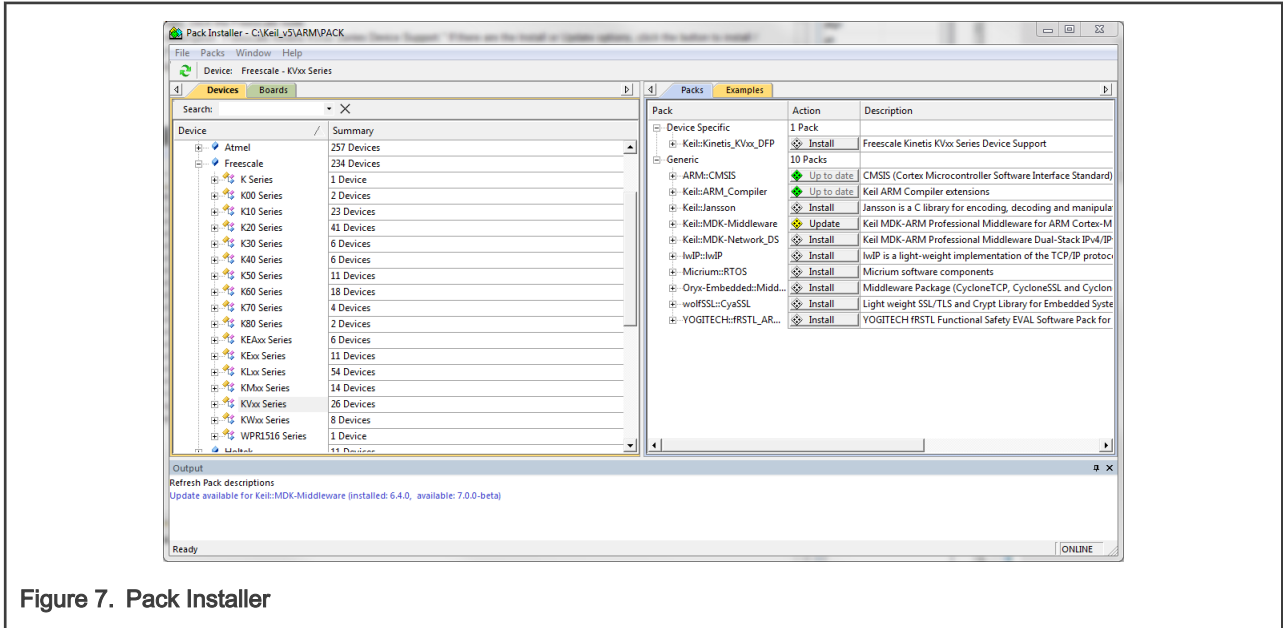 Pack Installer - C:\Keil_v5\ARM\PACK
File Packs Window Help
Device: Freescale - KVxx Series
Devices Boards
Search:
Device / Summary
Atmel 257 Devices
Freescale 234 Devices
K Series 1 Device
K00 Series 2 Devices
K10 Series 23 Devices
K20 Series 41 Devices
K30 Series 6 Devices
K40 Series 6 Devices
K50 Series 11 Devices
K60 Series 18 Devices
K70 Series 4 Devices
K80 Series 2 Devices
KEAxx Series 6 Devices
KExx Series 11 Devices
KLxx Series 54 Devices
KMxx Series 14 Devices
KVxx Series 26 Devices
KWxx Series 8 Devices
WPR1516 Series 1 Device
Holtek 11 Devices
Packs Examples
Pack Action Description
Device Specific 1 Pack
Keil::Kinetis_KVxx_DFP Install Freescale Kinetis KVxx Series Device Support
Generic 10 Packs
ARM::CMSIS Up to date CMSIS (Cortex Microcontroller Software Interface Standard)
Keil::ARM_Compiler Up to date Keil ARM Compiler extensions
Keil::Jansson Install Jansson is a C library for encoding, decoding and manipula
Keil::MDK-Middleware Update Keil MDK-ARM Professional Middleware for ARM Cortex-M
Keil::MDK-Network_DS Install Keil MDK-ARM Professional Middleware Dual-Stack IPv4/IP
lwIP::lwIP Install lwIP is a light-weight implementation of the TCP/IP protoco
Micrium::RTOS Install Micrium software components
Oryx-Embedded::Midd... Install Middleware Package (CycloneTCP, CycloneSSL and Cyclon
wolfSSL::CyaSSL Install Light weight SSL/TLS and Crypt Library for Embedded Syste
YOGITECH::fRSTL_AR... Install YOGITECH fRSTL Functional Safety EVAL Software Pack for
Output
Refresh Pack descriptions
Update available for Keil::MDK-Middleware (installed: 6.4.0, available: 7.0.0-beta)
Ready ONLINE
Figure 7. Pack Installer